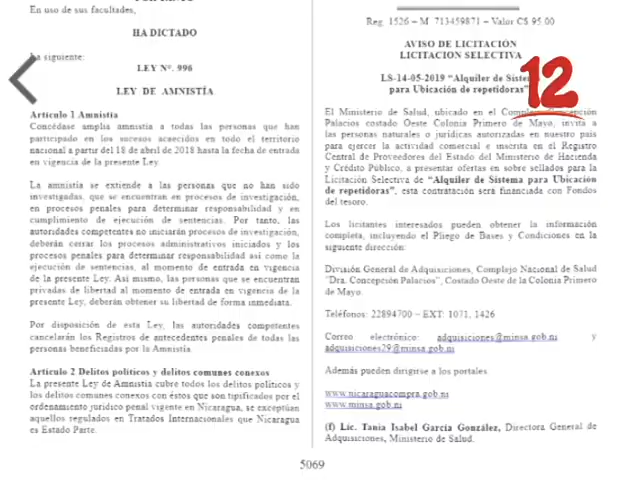 En uso de sus facultades,
HA DICTADO
La siguiente:
LEY Nº. 996
LEY DE AMNISTÍA
Artículo 1 Amnistía
Concédase amplia amnistía a todas las personas que han
participado en los sucesos acaecidos en todo el territorio
nacional a partir del 18 de abril de 2018 hasta la fecha de entrada
en vigencia de la presente Ley.
La amnistía se extiende a las personas que no han sido
investigadas, que se encuentran en procesos de investigación,
en procesos penales para determinar responsabilidad y en
cumplimiento de ejecución de sentencias. Por tanto, las
autoridades competentes no iniciarán procesos de investigación,
deberán cerrar los procesos administrativos iniciados y los
procesos penales para determinar responsabilidad así como la
ejecución de sentencias, al momento de entrada en vigencia
de la presente Ley. Así mismo, las personas que se encuentran
privadas de libertad al momento de entrada en vigencia de la
presente Ley, deberán obtener su libertad de forma inmediata.
Por disposición de esta Ley, las autoridades competentes
cancelarán los Registros de antecedentes penales de todas las
personas beneficiadas por la Amnistía.
Artículo 2 Delitos políticos y delitos comunes conexos
La presente Ley de Amnistía cubre todos los delitos políticos y
los delitos comunes conexos con éstos que son tipificados por el
ordenamiento jurídico penal vigente en Nicaragua, se exceptúan
aquellos regulados en Tratados Internacionales que Nicaragua
es Estado Parte.
Reg. 1526 – M. 713459871 – Valor C$ 95.00
AVISO DE LICITACIÓN
LICITACION SELECTIVA
LS-14-05-2019 “Alquiler de Sistema
para Ubicación de repetidoras”
12
El Ministerio de Salud, ubicado en el Complejo Concepción
Palacios costado Oeste Colonia Primero de Mayo, invita a
las personas naturales o jurídicas autorizadas en nuestro país
para ejercer la actividad comercial e inscrita en el Registro
Central de Proveedores del Estado del Ministerio de Hacienda
y Crédito Público, a presentar ofertas en sobre sellados para la
Licitación Selectiva de “Alquiler de Sistema para Ubicación
de repetidoras”, esta contratación será financiada con Fondos
del tesoro.
Los licitantes interesados pueden obtener la información
completa, incluyendo el Pliego de Bases y Condiciones en la
siguiente dirección:
División General de Adquisiciones, Complejo Nacional de Salud
“Dra. Concepción Palacios”, Costado Oeste de la Colonia Primero
de Mayo.
Teléfonos: 22894700 – EXT: 1071, 1426
Correo electrónico: adquisiciones@minsa.gob.ni y
adquisiciones29@minsa.gob.ni
Además pueden dirigirse a los portales
www.nicaraguacompra.gob.ni
www.minsa.gob.ni
(f) Lic. Tania Isabel García González, Directora General de
Adquisiciones, Ministerio de Salud.
5069